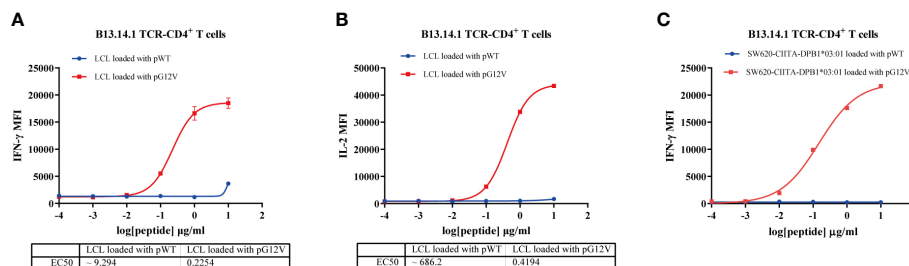 A
B13.14.1 TCR-CD4+ T cells
LCL loaded with pWT
LCL loaded with pG12V
IFN-γ MFI
25000
20000
15000
10000
5000
0
-4 -3 -2 -1 0 1 2
log[peptide] μg/ml
LCL loaded with pWT LCL loaded with pG12V
EC50 ~ 9.294 0.2254
B
B13.14.1 TCR-CD4+ T cells
LCL loaded with pWT
LCL loaded with pG12V
IL-2 MFI
50000
40000
30000
20000
10000
0
-4 -3 -2 -1 0 1 2
log[peptide] μg/ml
LCL loaded with pWT LCL loaded with pG12V
EC50 ~ 686.2 0.4194
C
B13.14.1 TCR-CD4+ T cells
SW620-CIITA-DPB1*03:01 loaded with pWT
SW620-CIITA-DPB1*03:01 loaded with pG12V
IFN-γ MFI
25000
20000
15000
10000
5000
0
-4 -3 -2 -1 0 1 2
log[peptide] μg/ml